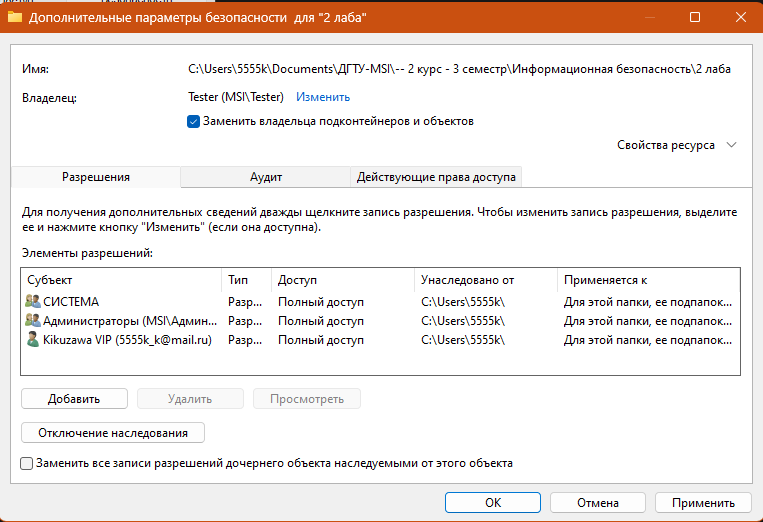 Дополнительные параметры безопасности для "2 лаба"
Имя: C:\Users\5555k\Documents\ДГТУ-MSI\-- 2 курс - 3 семестр\Информационная безопасность\2 лаба
Владелец: Tester (MSI\Tester) Изменить
Заменить владельца подконтейнеров и объектов
Свойства ресурса
Разрешения Аудит Действующие права доступа
Для получения дополнительных сведений дважды щелкните запись разрешения. Чтобы изменить запись разрешения, выделите
ее и нажмите кнопку "Изменить" (если она доступна).
Элементы разрешений:
Субъект Тип Доступ Унаследовано от Применяется к
СИСТЕМА Разр... Полный доступ C:\Users\5555k\ Для этой папки, ее подпапок...
Администраторы (MSI\Админ... Разр... Полный доступ C:\Users\5555k\ Для этой папки, ее подпапок...
Kikuzawa VIP (5555k_k@mail.ru) Разр... Полный доступ C:\Users\5555k\ Для этой папки, ее подпапок...
Добавить Удалить Просмотреть
Отключение наследования
Заменить все записи разрешений дочернего объекта наследуемыми от этого объекта
ОК Отмена Применить